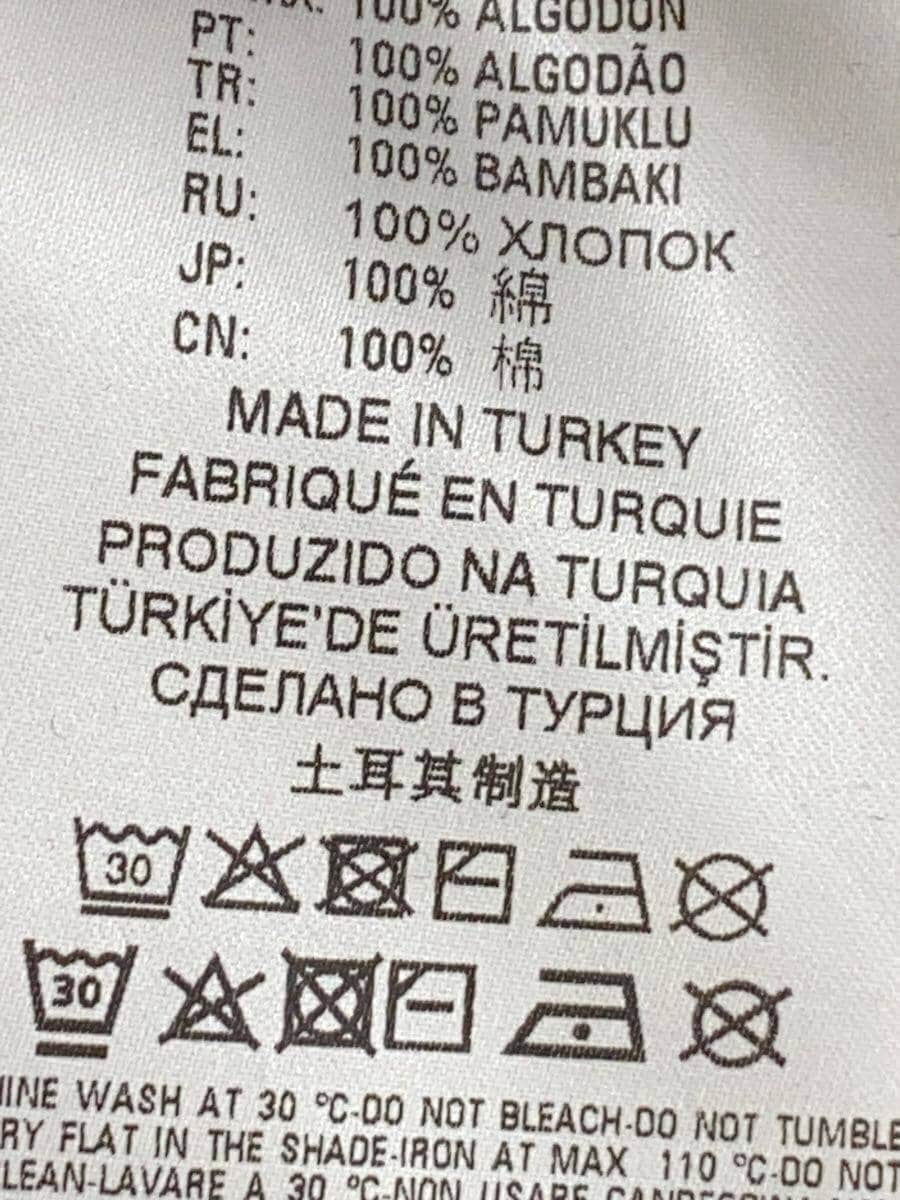 100% ALGODÓN
PT: 100% ALGODÃO
TR: 100% PAMUKLU
EL: 100% BAMBAKI
RU: 100% ХЛОПОК
JP: 100% 綿
CN: 100% 棉
MADE IN TURKEY
FABRIQUÉ EN TURQUIE
PRODUZIDO NA TURQUIA
TÜRKİYE'DE ÜRETİLMİŞTİR.
СДЕЛАНО В ТУРЦИЯ
土耳其制造
30
30
WASH AT 30 °C-DO NOT BLEACH-DO NOT TUMBLE
FLAT IN THE SHADE-IRON AT MAX 110 °C-DO NOT
LAVARE A 30 °C-NON USARE